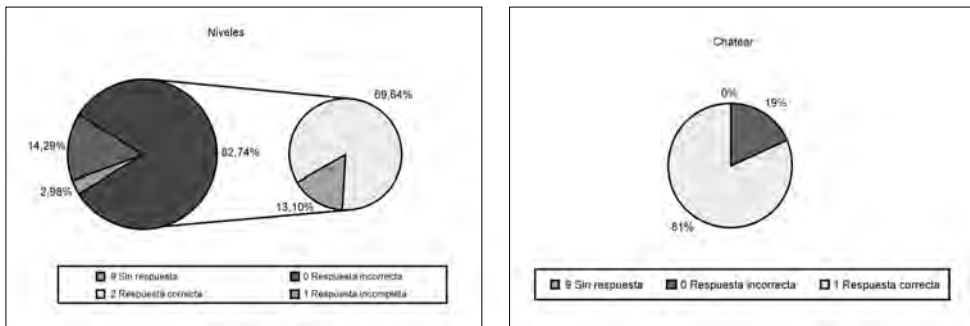 Niveles
69,64%
14,29%
82,74%
2,98%
13,10%
9 Sin respuesta
0 Respuesta incorrecta
2 Respuesta correcta
1 Respuesta incompleta
Chatear
0%
19%
81%
9 Sin respuesta
0 Respuesta incorrecta
1 Respuesta correcta